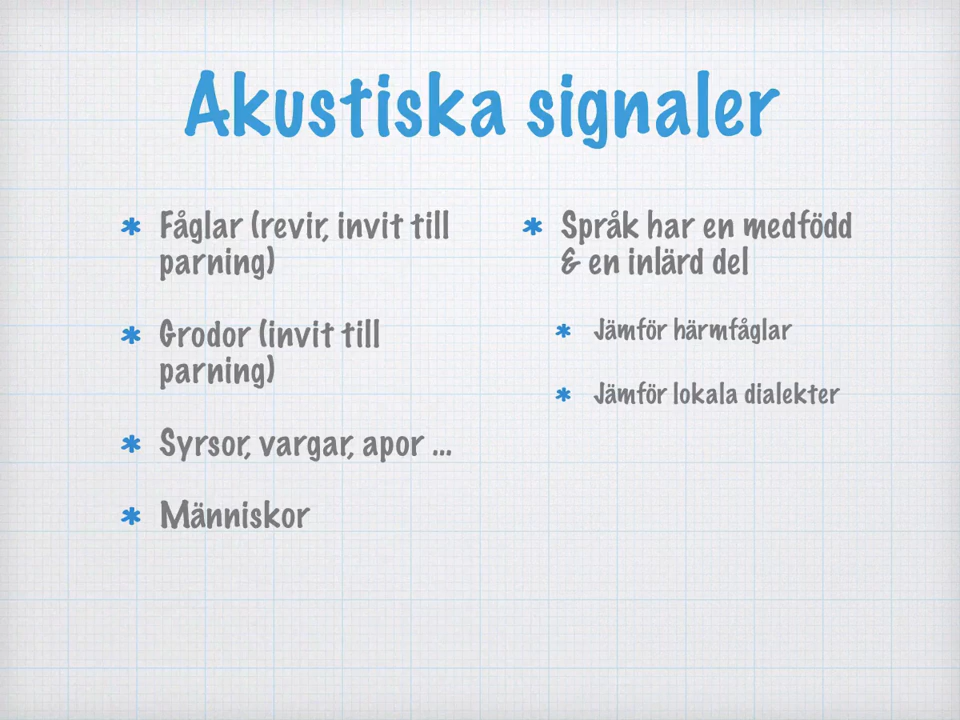 Akustiska signaler
* Fåglar (revir, invit till
parning)
* Grodor (invit till
parning)
* Syrsor, vargar, apor ...
* Människor
* Språk har en medfödd
& en inlärd del
* Jämför härmfåglar
* Jämför lokala dialekter